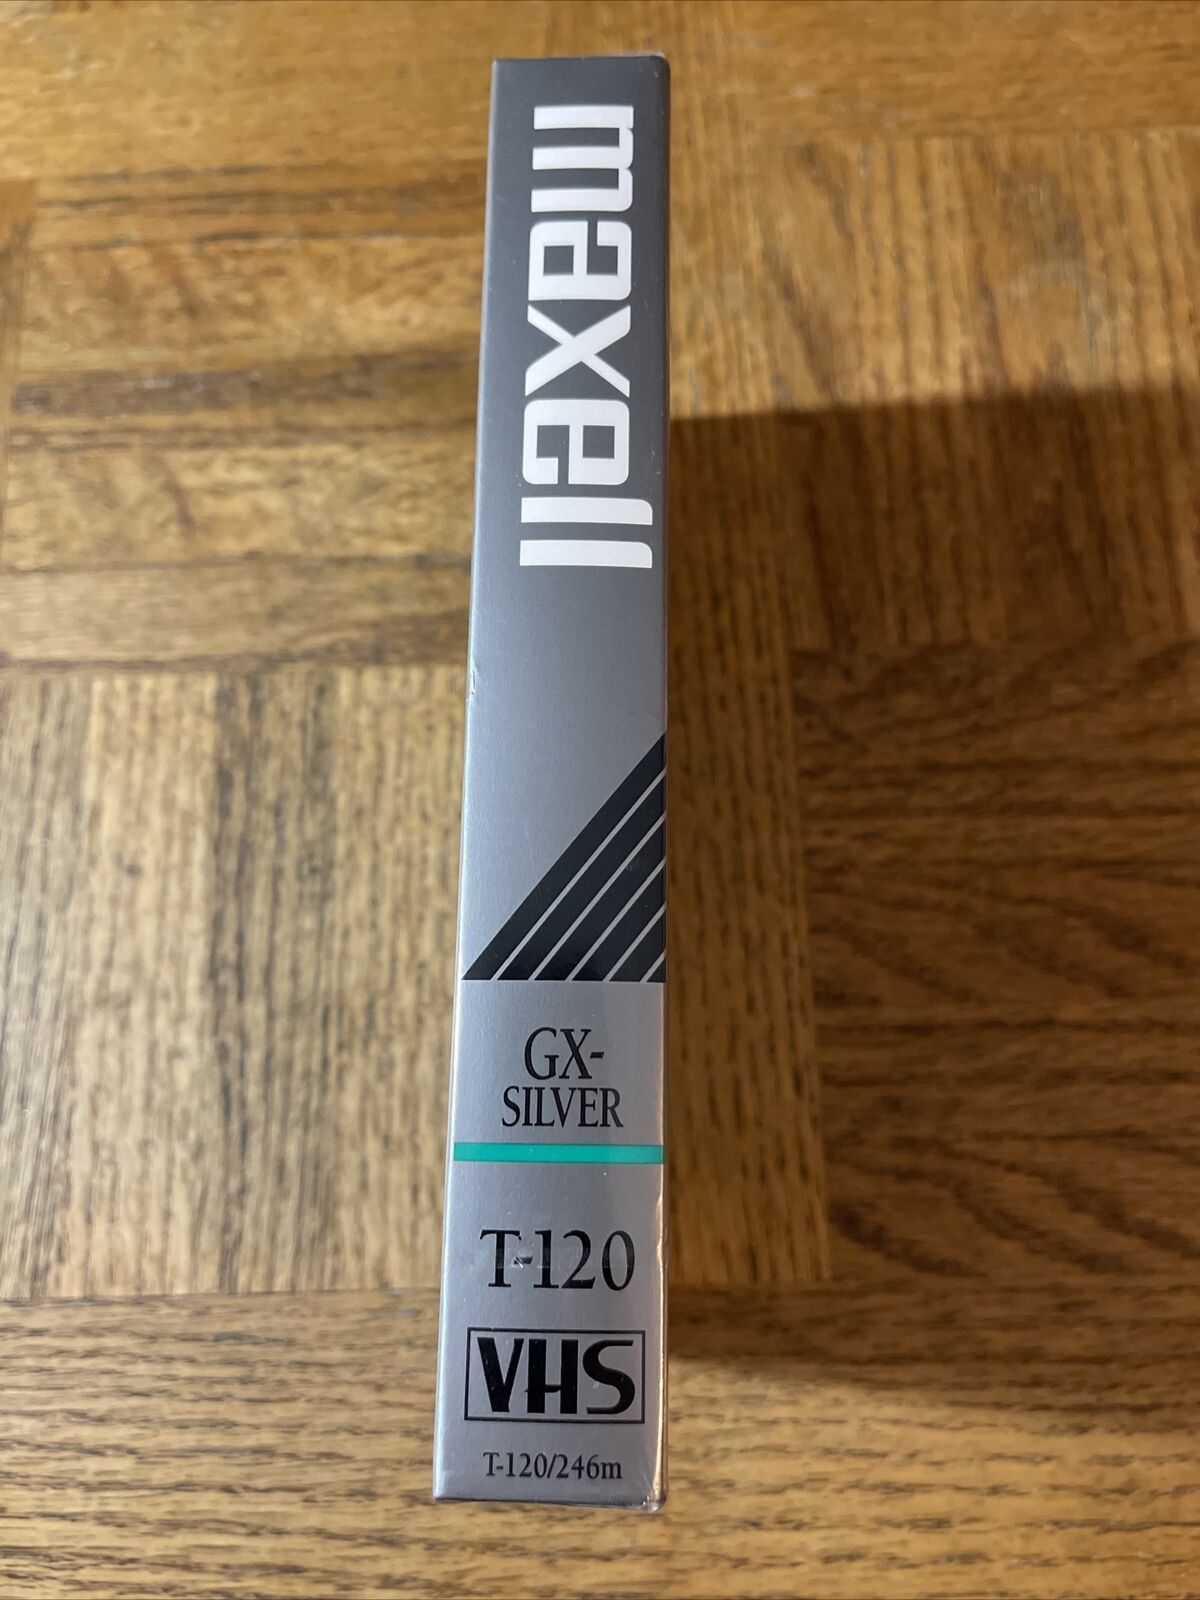 maxell
GX-
SILVER
T-120
VHS
T-120/246m